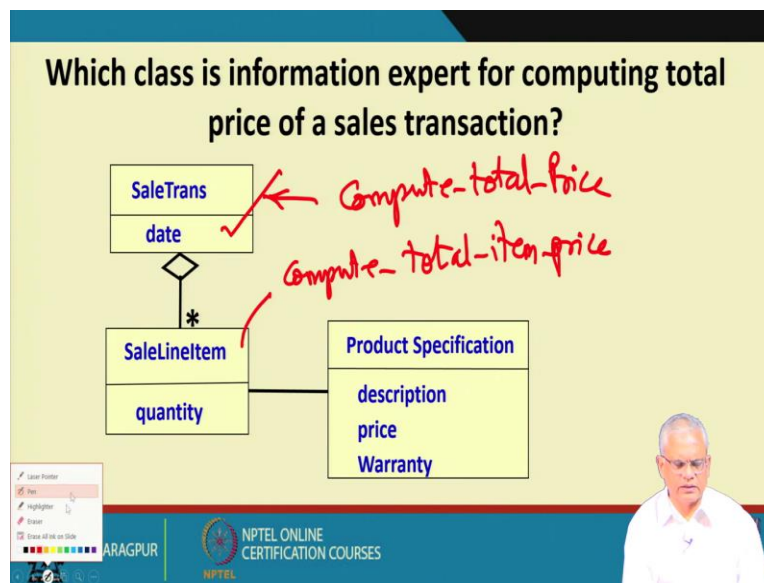 Which class is information expert for computing total
price of a sales transaction?
SaleTrans
date
Compute-total-Price
compute-total-item-price
*
SaleLineItem
quantity
Product Specification
description
price
Warranty
Laser Pointer
Pen
Highlighter
Eraser
Erase All Ink on Slide
ARAGPUR
NPTEL
NPTEL ONLINE
CERTIFICATION COURSES